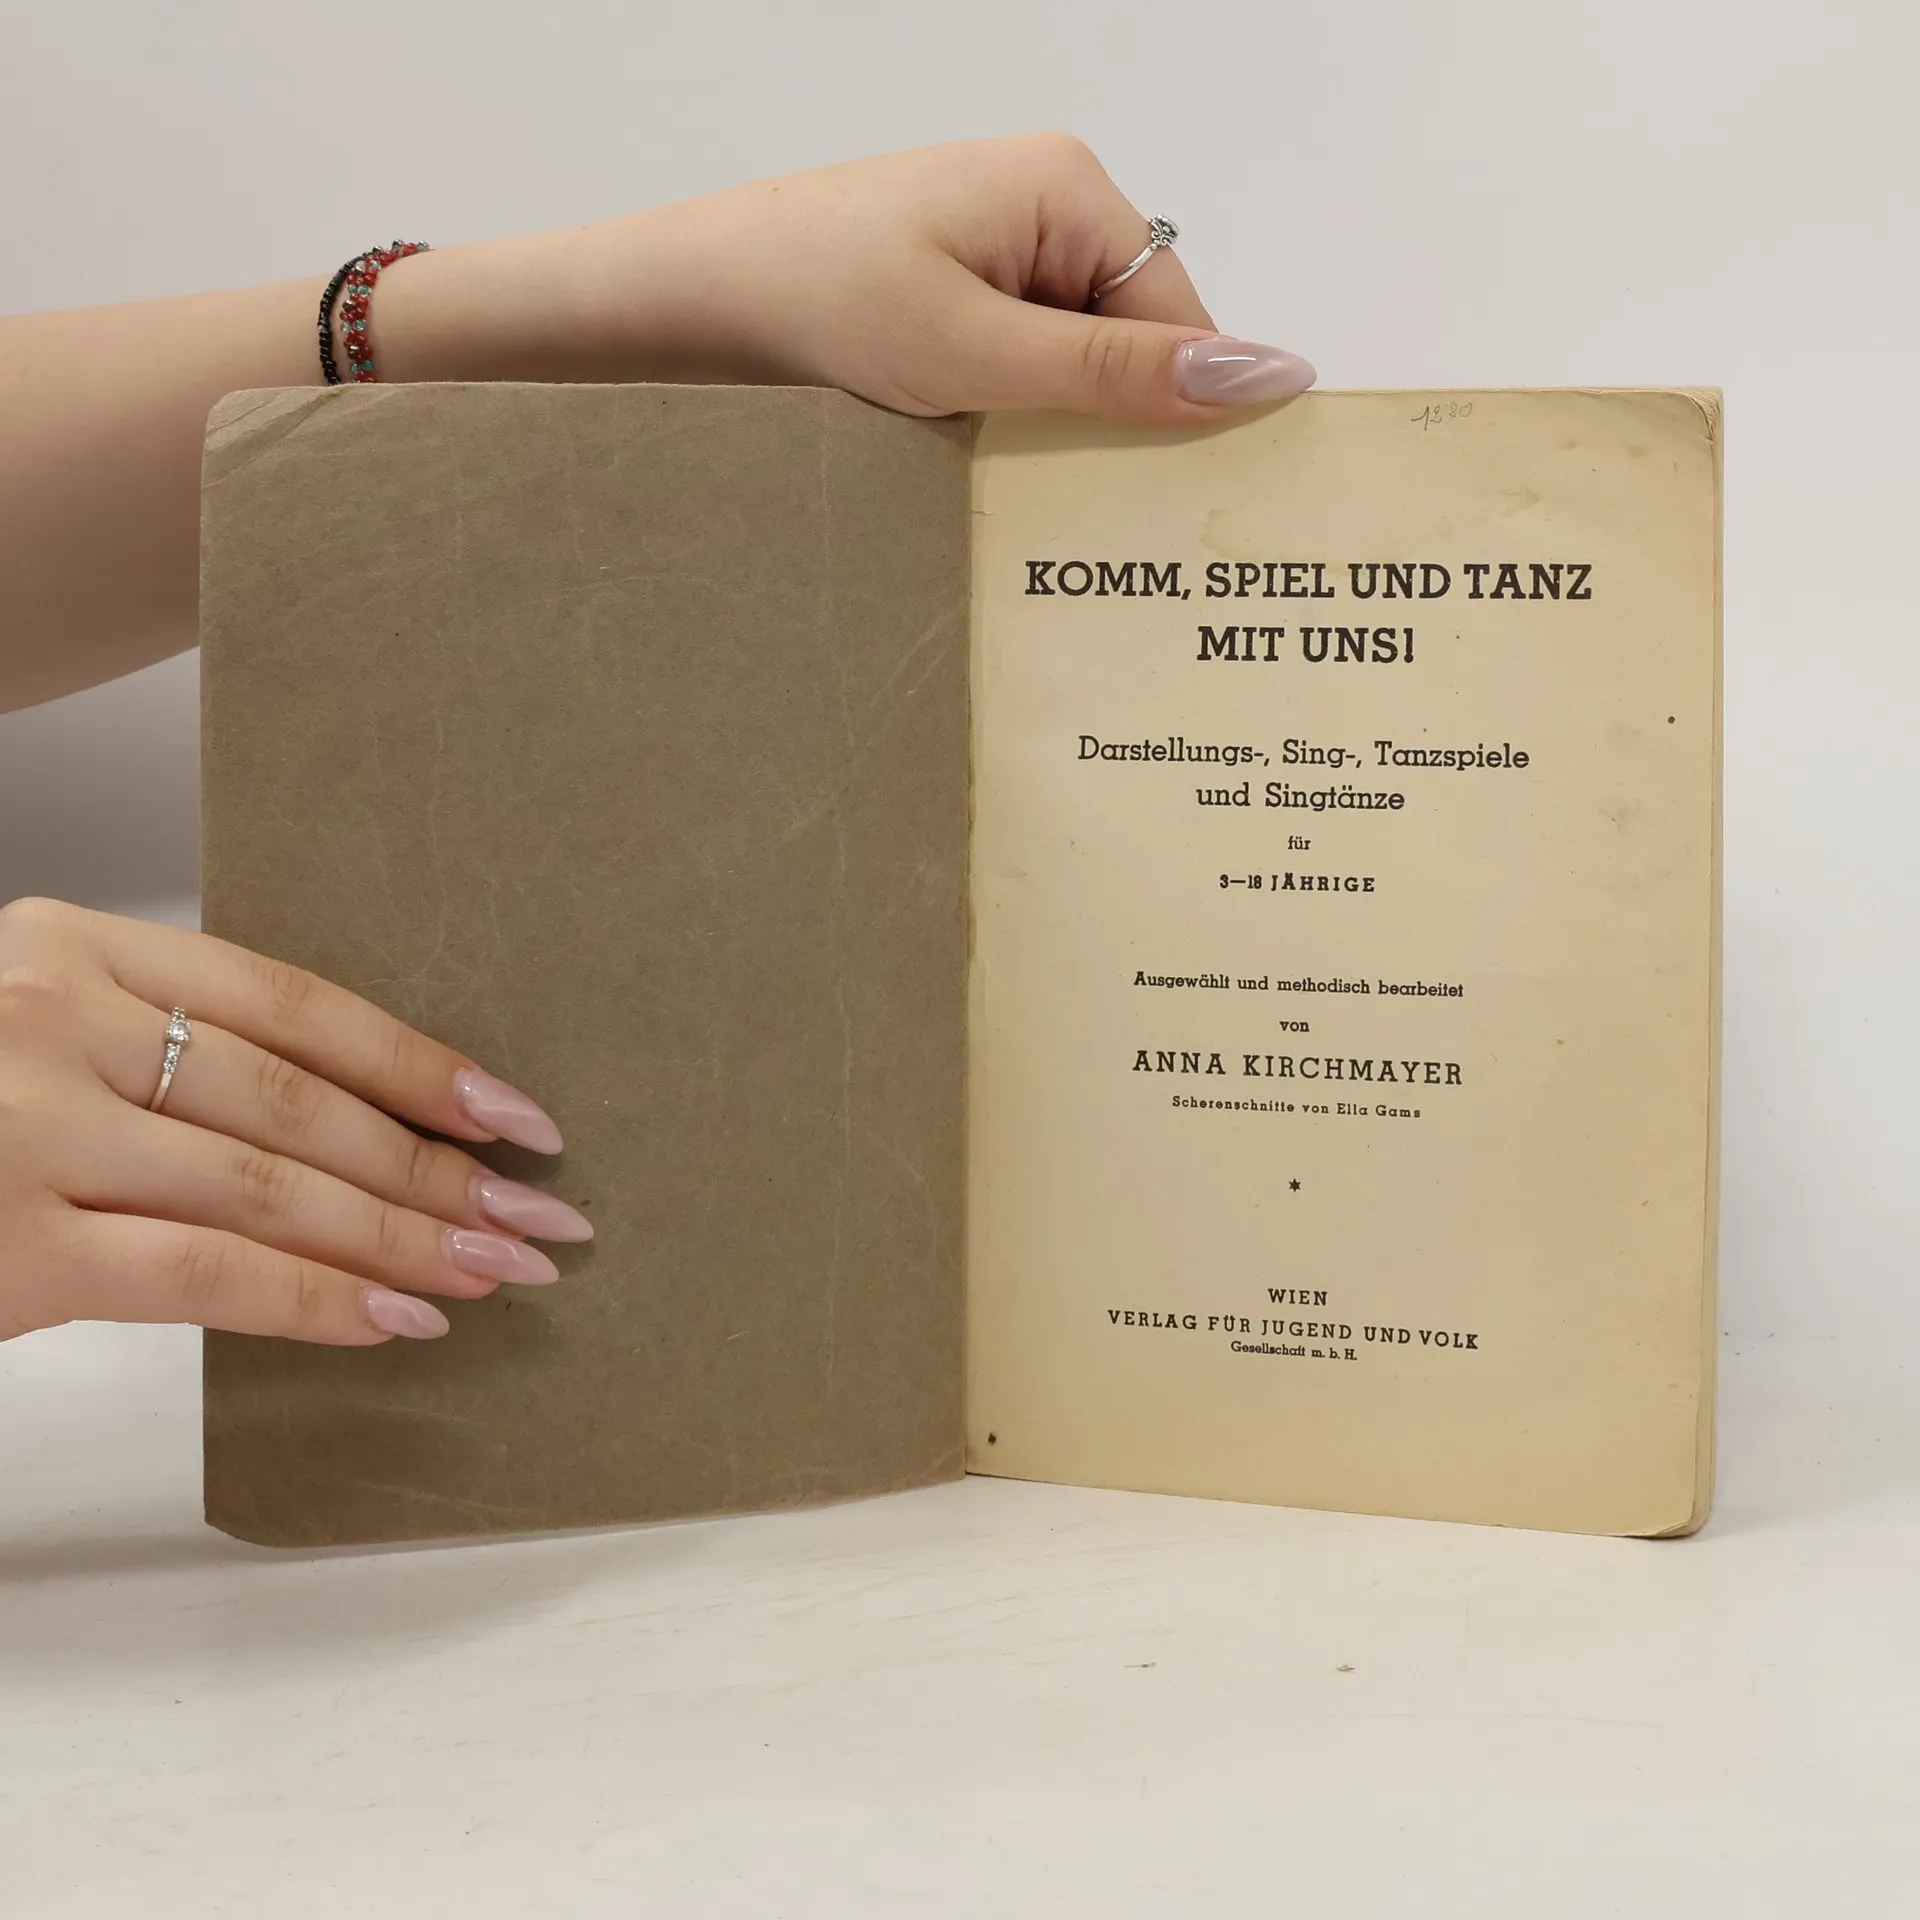 12'80
KOMM, SPIEL UND TANZ
MIT UNS!
Darstellungs-, Sing-, Tanzspiele
und Singtänze
für
3—18 JÄHRIGE
Ausgewählt und methodisch bearbeitet
von
ANNA KIRCHMAYER
Scherenschnitte von Ella Gams
*
WIEN
VERLAG FÜR JUGEND UND VOLK
Gesellschaft m. b. H.